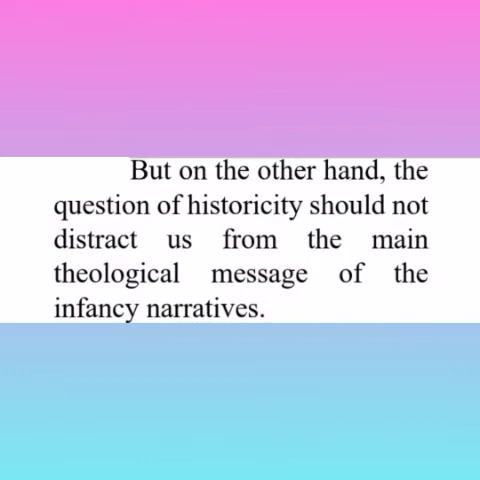 But on the other hand, the
question of historicity should not
distract us from the main
theological message of the
infancy narratives.